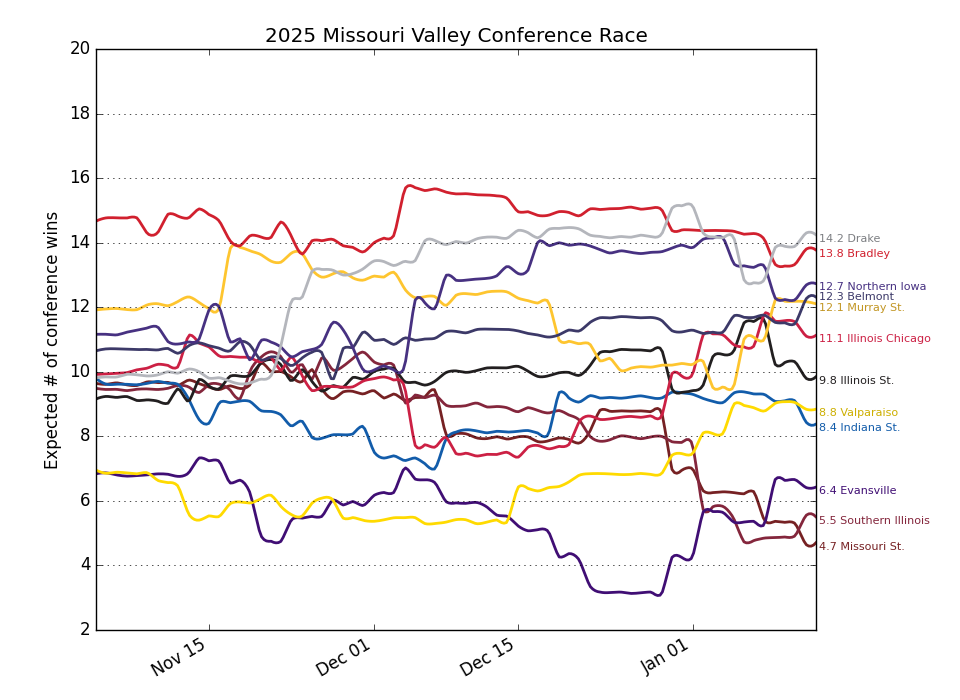 2025 Missouri Valley Conference Race
Expected # of conference wins
20
18
16
14
12
10
8
6
4
2
Nov 15
Dec 01
Dec 15
Jan 01
14.2 Drake
13.8 Bradley
12.7 Northern Iowa
12.3 Belmont
12.1 Murray St.
11.1 Illinois Chicago
9.8 Illinois St.
8.8 Valparaiso
8.4 Indiana St.
6.4 Evansville
5.5 Southern Illinois
4.7 Missouri St.